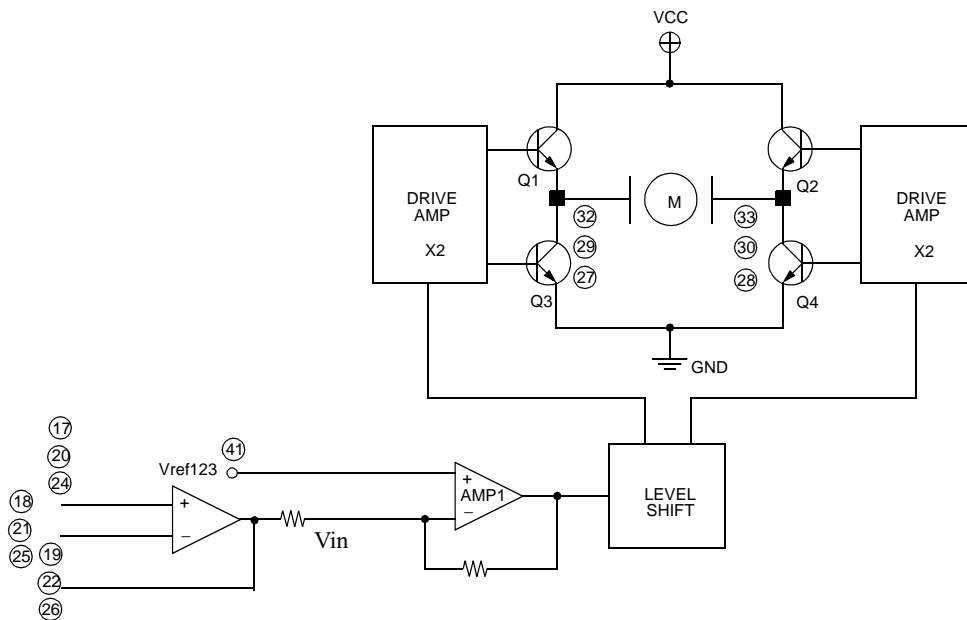 VCC
Q1
Q2
DRIVE
AMP
X2
M
DRIVE
AMP
X2
32
33
29
30
27
28
Q3
Q4
GND
17
41
20
Vref123
24
+
18
+
AMP1
LEVEL
SHIFT
−
21
−
Vin
25
19
22
26